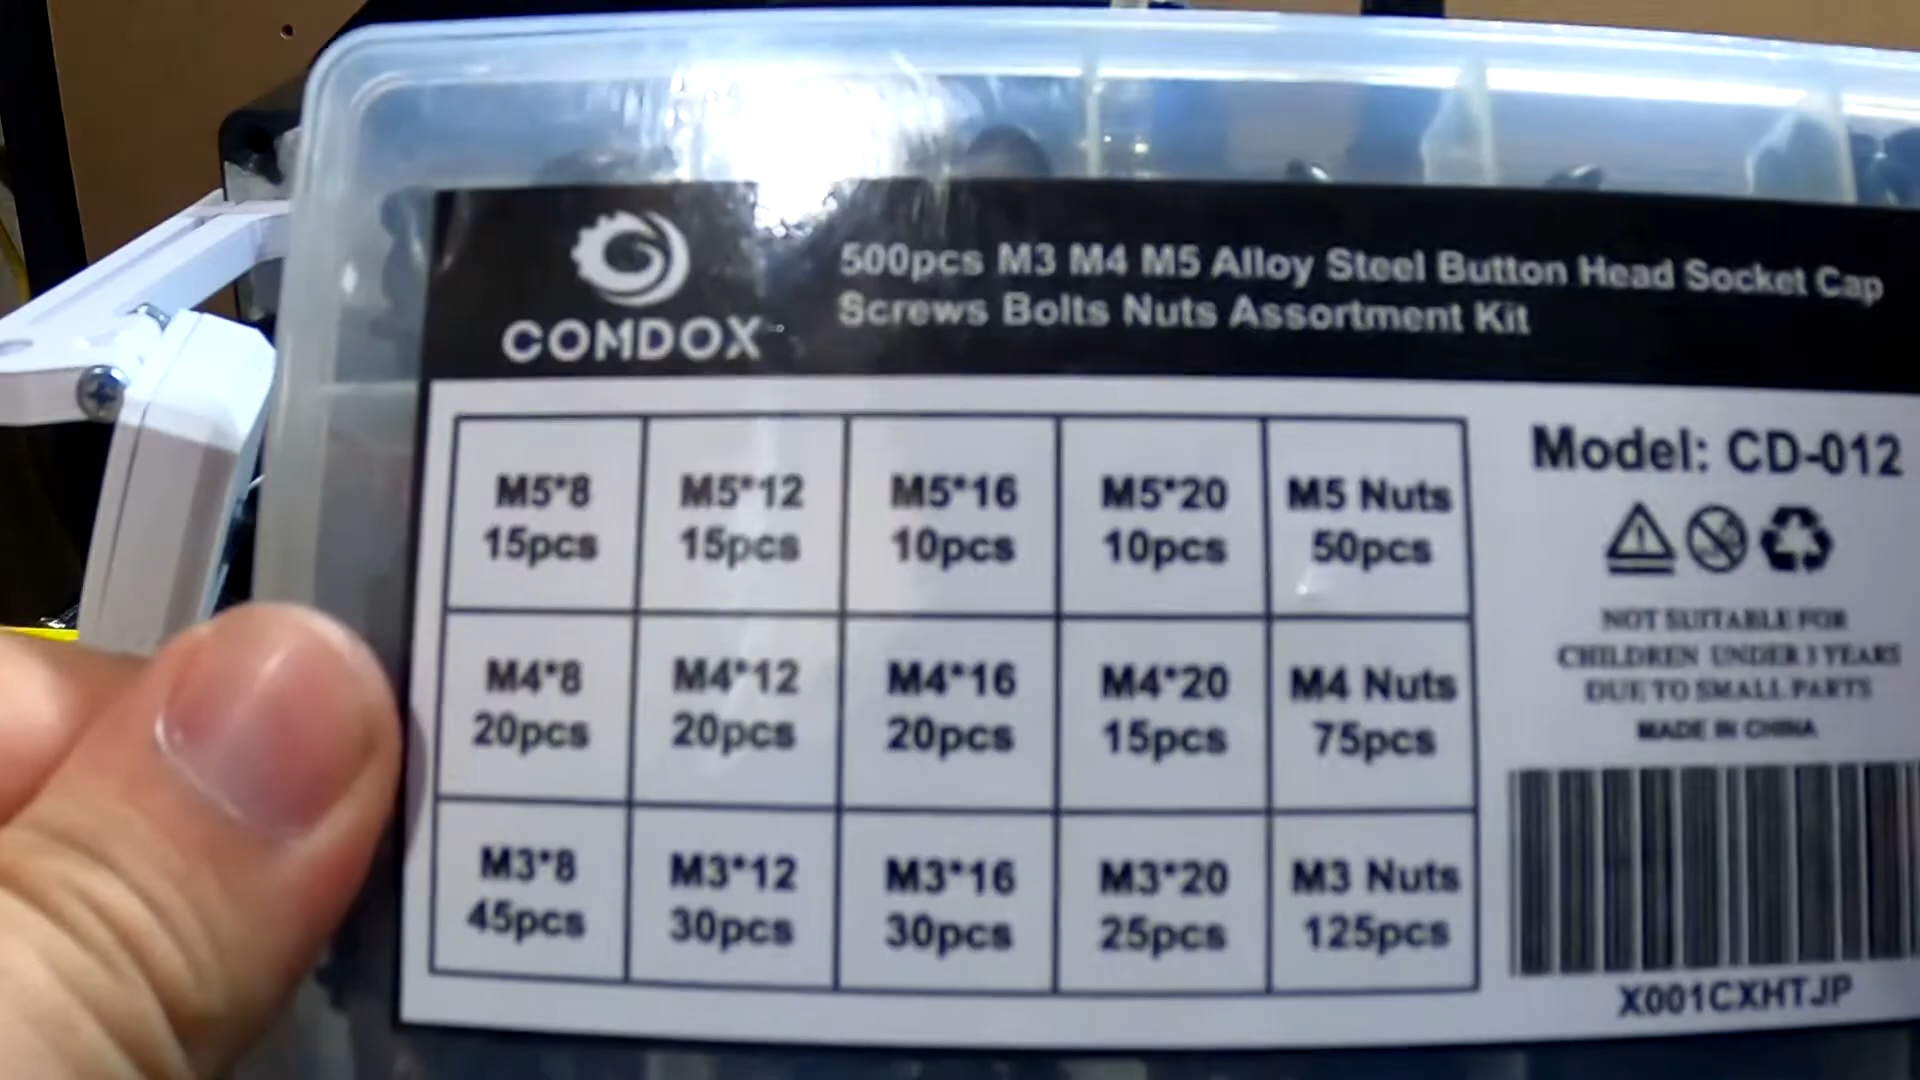 COMDOX
500pcs M3 M4 M5 Alloy Steel Button Head Socket Cap
Screws Bolts Nuts Assortment Kit
M5*8 M5*12 M5*16 M5*20 M5 Nuts
15pcs 15pcs 10pcs 10pcs 50pcs
M4*8 M4*12 M4*16 M4*20 M4 Nuts
20pcs 20pcs 20pcs 15pcs 75pcs
M3*8 M3*12 M3*16 M3*20 M3 Nuts
45pcs 30pcs 30pcs 25pcs 125pcs
Model: CD-012
NOT SUITABLE FOR
CHILDREN UNDER 3 YEARS
DUE TO SMALL PARTS
MADE IN CHINA
X001CXHTJP